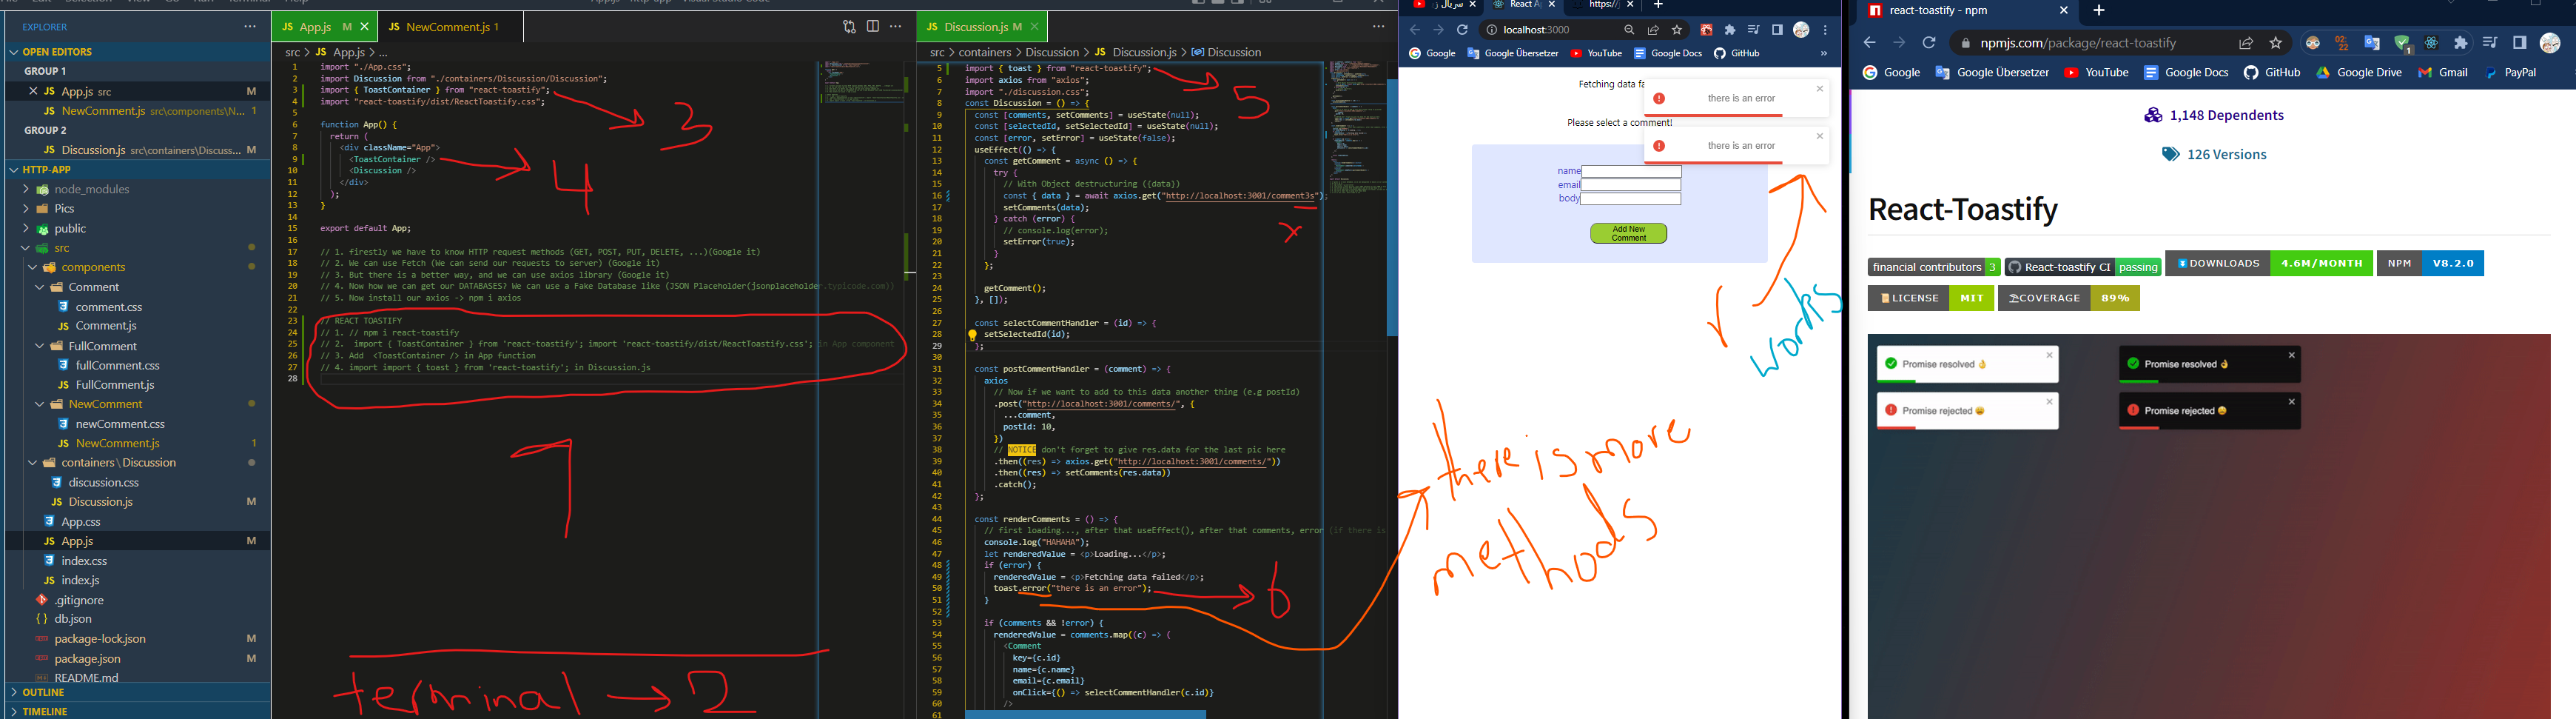 File Edit Selection View Go Run Terminal Help
EXPLORER
OPEN EDITORS
GROUP 1
App.js src M
NewComment.js src\components\N... 1
GROUP 2
Discussion.js src\containers\Discuss... M
HTTP-APP
node_modules
Pics
public
src
components
Comment
comment.css
Comment.js
FullComment
fullComment.css
FullComment.js
NewComment
newComment.css
NewComment.js 1
containers\Discussion
discussion.css
Discussion.js M
App.css
App.js M
index.css
index.js
.gitignore
db.json
package-lock.json M
package.json M
README.md
OUTLINE
TIMELINE
App.js M
NewComment.js 1
src > App.js > ...
1 import "./App.css";
2 import Discussion from "./containers/Discussion/Discussion";
3 import { ToastContainer } from "react-toastify";
4 import "react-toastify/dist/ReactToastify.css";
5
6 function App() {
7 return (
8 <div className="App">
9 <ToastContainer />
10 <Discussion />
11 </div>
12 );
13 }
14
15 export default App;
16
17 // 1. firestly we have to know HTTP request methods (GET, POST, PUT, DELETE, ...)(Google it)
18 // 2. We can use Fetch (We can send our requests to server) (Google it)
19 // 3. But there is a better way, and we can use axios library (Google it)
20 // 4. Now how we can get our DATABASES? We can use a Fake Database like (JSON Placeholder(jsonplaceholder.typicode.com))
21 // 5. Now install our axios -> npm i axios
22
23 // REACT TOASTIFY
24 // 1. // npm i react-toastify
25 // 2. import { ToastContainer } from 'react-toastify'; import 'react-toastify/dist/ReactToastify.css'; in App component
26 // 3. Add <ToastContainer /> in App function
27 // 4. import import { toast } from 'react-toastify'; in Discussion.js
28
3
4
1
terminal → 2
Discussion.js M
src > containers > Discussion > Discussion.js > Discussion
5 import { toast } from "react-toastify";
6 import axios from "axios";
7 import "./discussion.css";
8 const Discussion = () => {
9 const [comments, setComments] = useState(null);
10 const [selectedId, setSelectedId] = useState(null);
11 const [error, setError] = useState(false);
12 useEffect(() => {
13 const getComment = async () => {
14 try {
15 // With Object destructuring ({data})
16 const { data } = await axios.get("http://localhost:3001/comment3s");
17 setComments(data);
18 } catch (error) {
19 // console.log(error);
20 setError(true);
21 }
22 };
23
24 getComment();
25 }, []);
26
27 const selectCommentHandler = (id) => {
28 setSelectedId(id);
29 };
30
31 const postCommentHandler = (comment) => {
32 axios
33 // Now if we want to add to this data another thing (e.g postId)
34 .post("http://localhost:3001/comments/", {
35 ...comment,
36 postId: 10,
37 })
38 // NOTICE don't forget to give res.data for the last pic here
39 .then((res) => axios.get("http://localhost:3001/comments/"))
40 .then((res) => setComments(res.data))
41 .catch();
42 };
43
44 const renderComments = () => {
45 // first loading..., after that useEffect(), after that comments, error (if there is
46 console.log("HAHAHA");
47 let renderedValue = <p>Loading...</p>;
48 if (error) {
49 renderedValue = <p>Fetching data failed</p>;
50 toast.error("there is an error");
51 }
52
53 if (comments && !error) {
54 renderedValue = comments.map((c) => (
55 <Comment
56 key={c.id}
57 name={c.name}
58 email={c.email}
59 onClick={() => selectCommentHandler(c.id)}
60 />
61
5
x
6
there is more
methods
React A
https://
localhost:3000
Google Google Übersetzer YouTube Google Docs GitHub »
Fetching data fa
there is an error
Please select a comment!
there is an error
name
email
body
Add New
Comment
works
react-toastify - npm
npmjs.com/package/react-toastify
Google Google Übersetzer YouTube Google Docs GitHub Google Drive Gmail PayPal
1,148 Dependents
126 Versions
React-Toastify
financial contributors 3 React-toastify CI passing DOWNLOADS 4.6M/MONTH NPM V8.2.0
LICENSE MIT COVERAGE 89%
Promise resolved 👌 Promise resolved 👌
Promise rejected Promise rejected